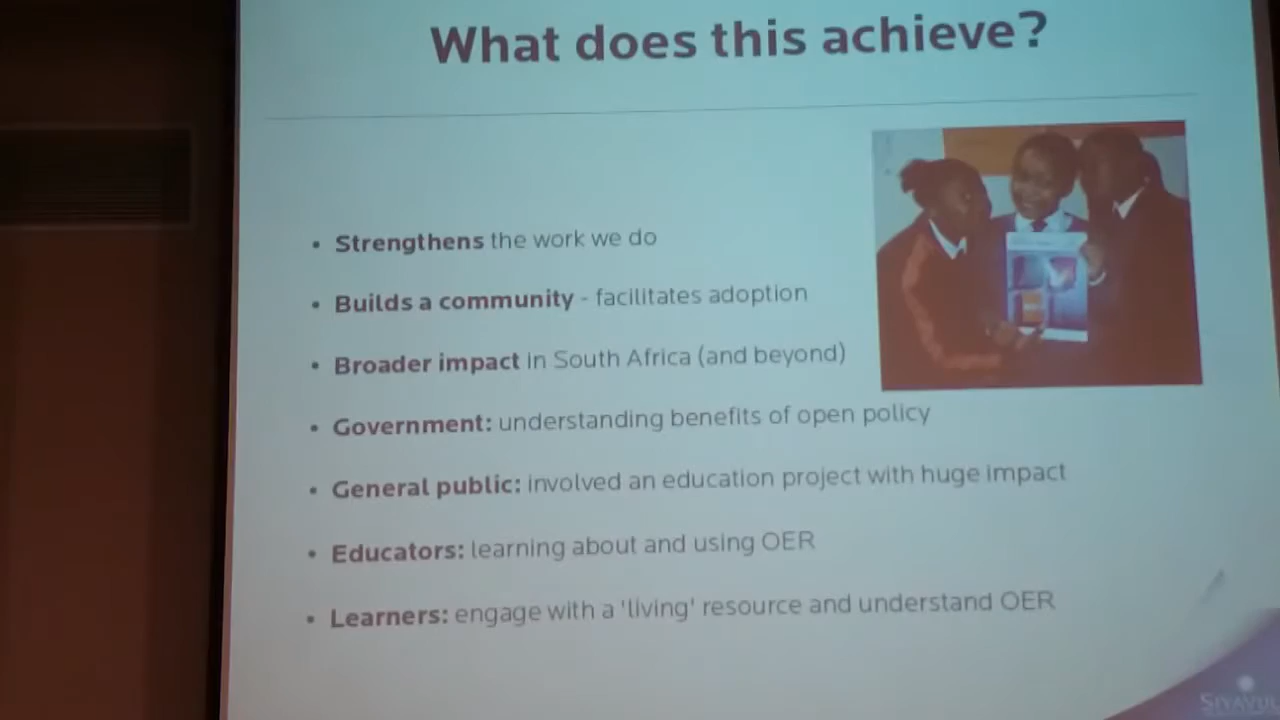 What does this achieve?
• Strengthens the work we do
• Builds a community - facilitates adoption
• Broader impact in South Africa (and beyond)
• Government: understanding benefits of open policy
• General public: involved an education project with huge impact
• Educators: learning about and using OER
• Learners: engage with a 'living' resource and understand OER